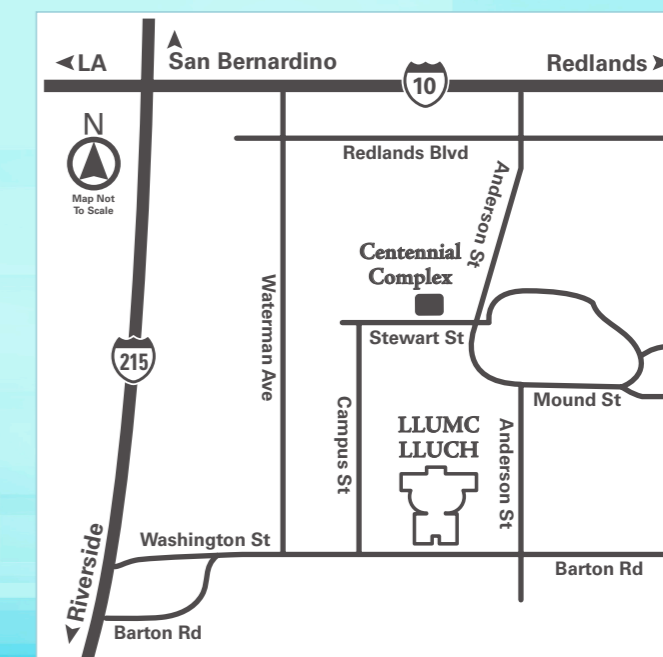 LA
San Bernardino
Redlands
10
N
Map Not
To Scale
Redlands Blvd
Anderson St
Centennial
Complex
Waterman Ave
Stewart St
215
Mound St
Campus St
LLUMC
LLUCH
Anderson St
Washington St
Barton Rd
Riverside
Barton Rd